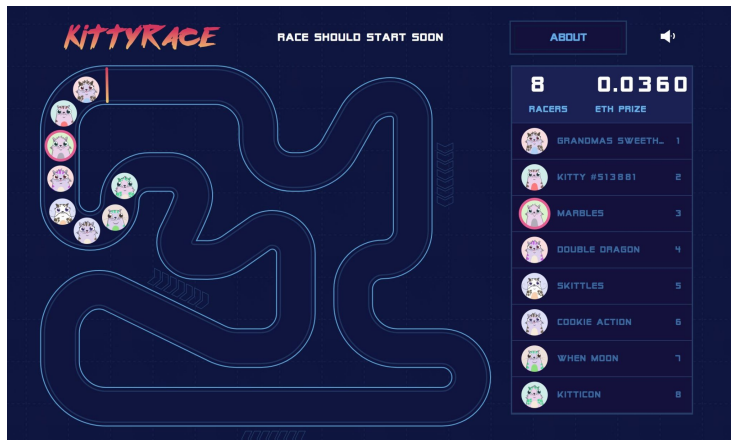 KITTYRACE
RACE SHOULD START SOON
ABOUT
8 0.0360
RACERS ETH PRIZE
GRANDMAS SWEETH... 1
KITTY #513881 2
MARBLES 3
DOUBLE DRAGON 4
SKITTLES 5
COOKIE ACTION 6
WHEN MOON 7
KITTICON 8